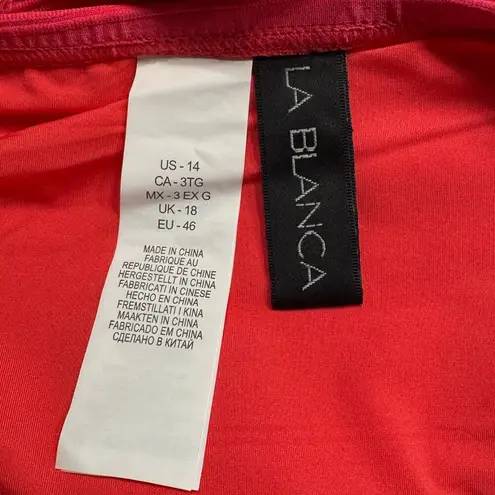 US - 14
CA - 3TG
MX - 3 EX G
UK - 18
EU - 46
MADE IN CHINA
FABRIQUE AU
REPUBLIQUE DE CHINE
HERGESTELLT IN CHINA
FABBRICATI IN CINESE
HECHO EN CHINA
FREMSTILLATI I KINA
MAAKTEN IN CHINA
FABRICADO EM CHINA
СДЕЛАНО В КИТАЙ
LA BLANCA